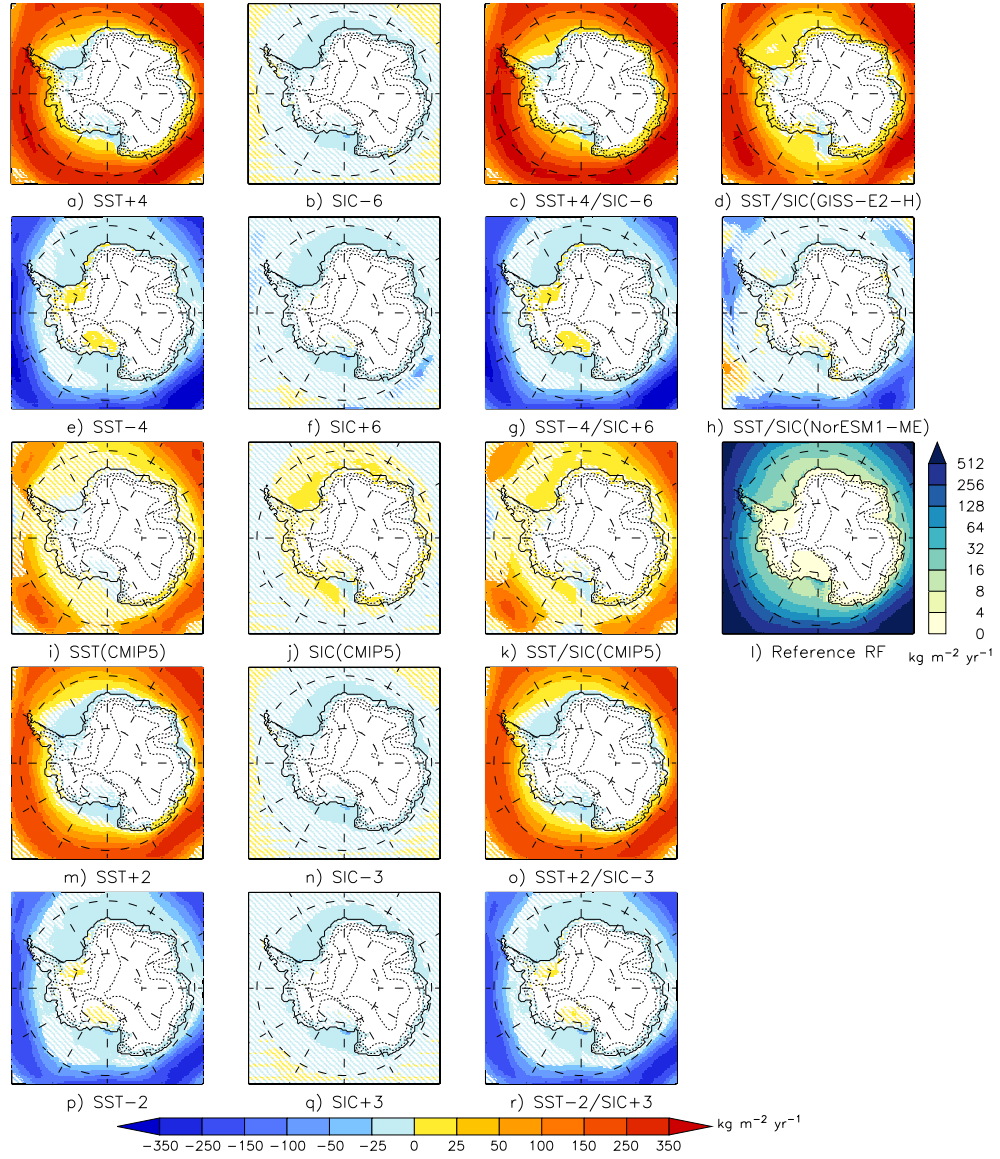 a) SST+4
b) SIC−6
c) SST+4/SIC−6
d) SST/SIC(GISS−E2−H)
e) SST−4
f) SIC+6
g) SST−4/SIC+6
h) SST/SIC(NorESM1−ME)
512
256
128
64
32
16
8
4
0
kg m−2 yr−1
i) SST(CMIP5)
j) SIC(CMIP5)
k) SST/SIC(CMIP5)
l) Reference RF
m) SST+2
n) SIC−3
o) SST+2/SIC−3
p) SST−2
q) SIC+3
r) SST−2/SIC+3
kg m−2 yr−1
−350 −250 −150 −100 −50 −25 0 25 50 100 150 250 350